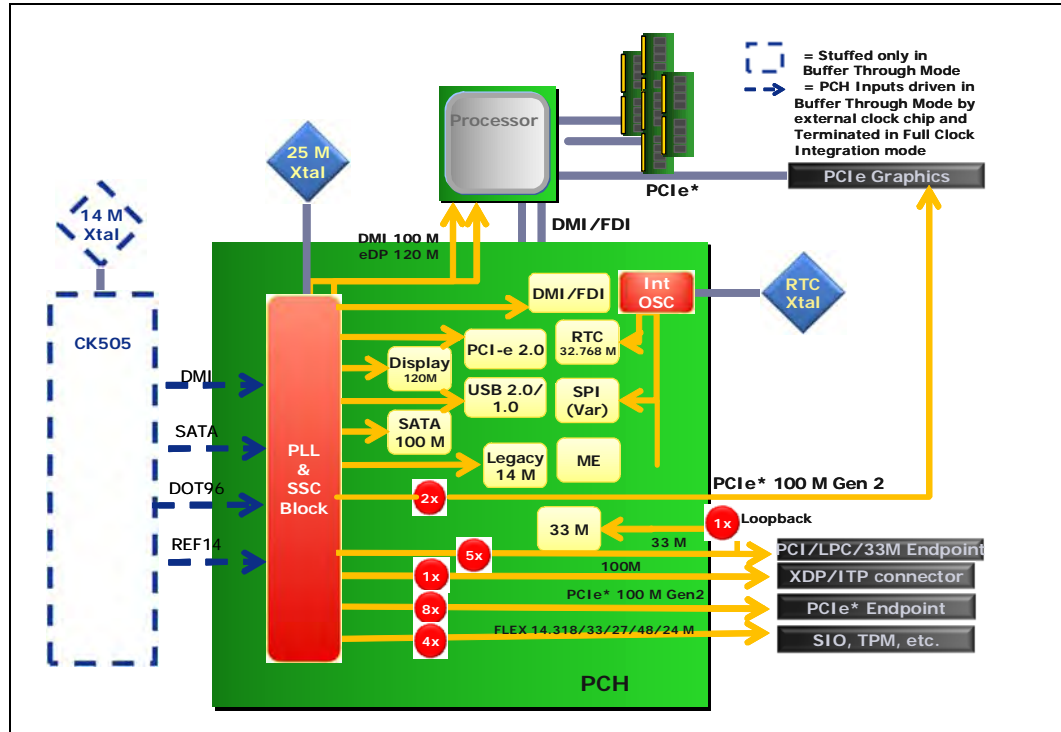 = Stuffed only in
Buffer Through Mode
= PCH Inputs driven in
Buffer Through Mode by
external clock chip and
Terminated in Full Clock
Integration mode
Processor
25 M
Xtal
PCIe*
PCIe Graphics
14 M
Xtal
DMI/FDI
DMI 100 M
eDP 120 M
DMI/FDI
Int
OSC
RTC
Xtal
CK505
PCI-e 2.0
RTC
32.768 M
Display
120M
DMI
USB 2.0/
1.0
SPI
(Var)
SATA
SATA
100 M
PLL
&
SSC
Block
Legacy
14 M
ME
PCIe* 100 M Gen 2
DOT96
2x
33 M
1x
Loopback
33 M
REF14
5x
PCI/LPC/33M Endpoint
100M
1x
XDP/ITP connector
PCIe* 100 M Gen2
8x
PCIe* Endpoint
FLEX 14.318/33/27/48/24 M
4x
SIO, TPM, etc.
PCH